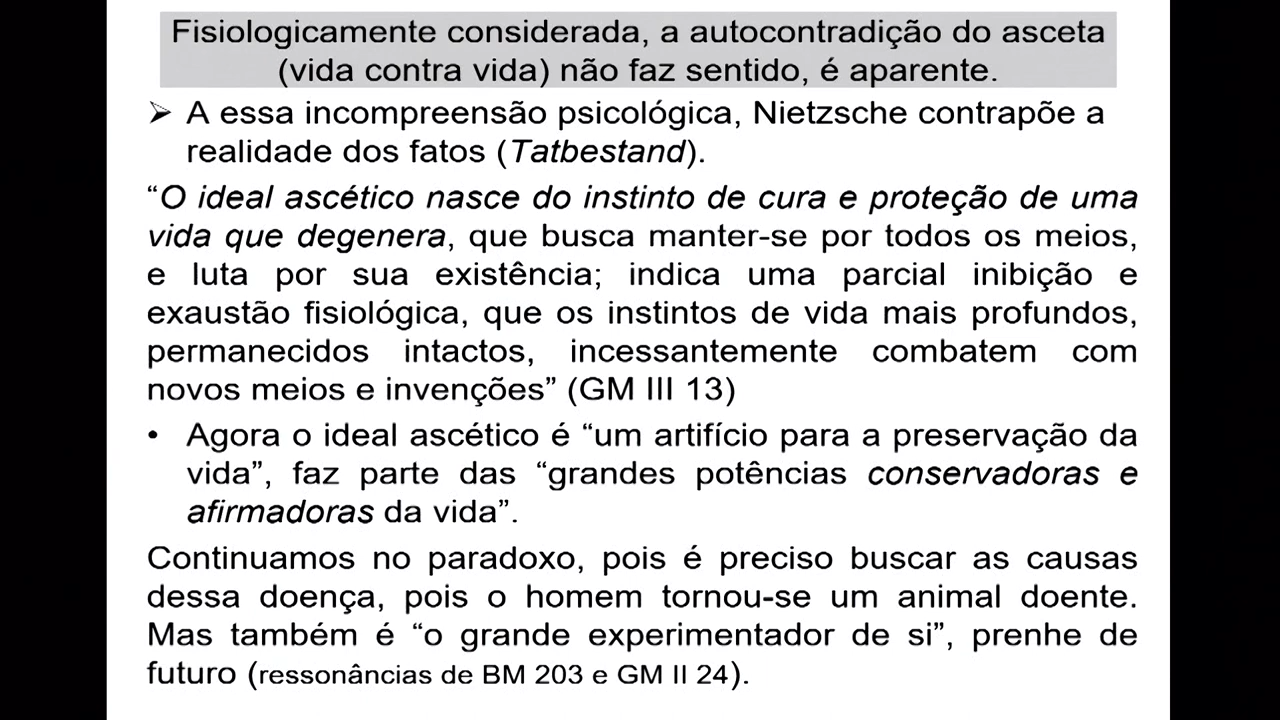 Fisiologicamente considerada, a autocontradição do asceta
(vida contra vida) não faz sentido, é aparente.
➢ A essa incompreensão psicológica, Nietzsche contrapõe a
realidade dos fatos (Tatbestand).
“O ideal ascético nasce do instinto de cura e proteção de uma
vida que degenera, que busca manter-se por todos os meios,
e luta por sua existência; indica uma parcial inibição e
exaustão fisiológica, que os instintos de vida mais profundos,
permanecidos intactos, incessantemente combatem com
novos meios e invenções” (GM III 13)
• Agora o ideal ascético é “um artifício para a preservação da
vida”, faz parte das “grandes potências conservadoras e
afirmadoras da vida”.
Continuamos no paradoxo, pois é preciso buscar as causas
dessa doença, pois o homem tornou-se um animal doente.
Mas também é “o grande experimentador de si”, prenhe de
futuro (ressonâncias de BM 203 e GM II 24).